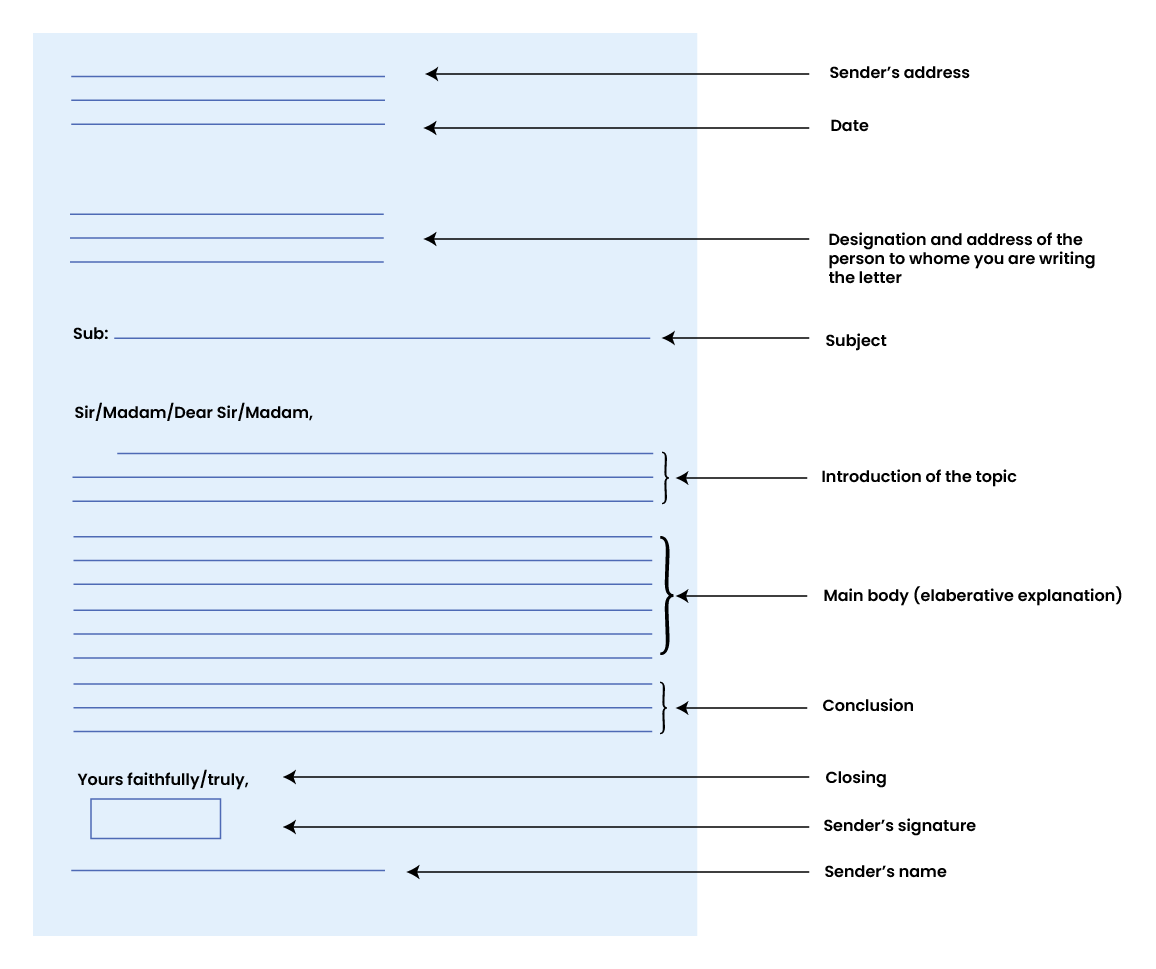 Sender's address
Date
Designation and address of the
person to whome you are writing
the letter
Sub:
Subject
Sir/Madam/Dear Sir/Madam,
Introduction of the topic
Main body (elaberative explanation)
Conclusion
Yours faithfully/truly,
Closing
Sender's signature
Sender's name